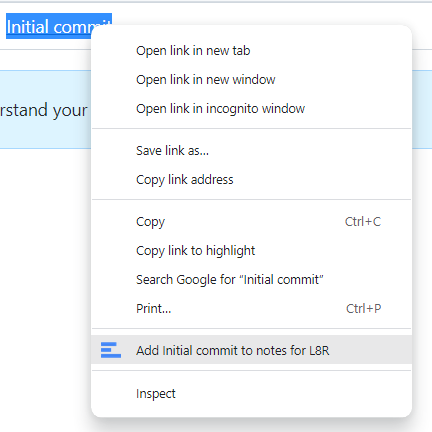 Initial commit
Open link in new tab
Open link in new window
Open link in incognito window
rstand your
Save link as...
Copy link address
Copy Ctrl+C
Copy link to highlight
Search Google for “Initial commit”
Print... Ctrl+P
Add Initial commit to notes for L8R
Inspect